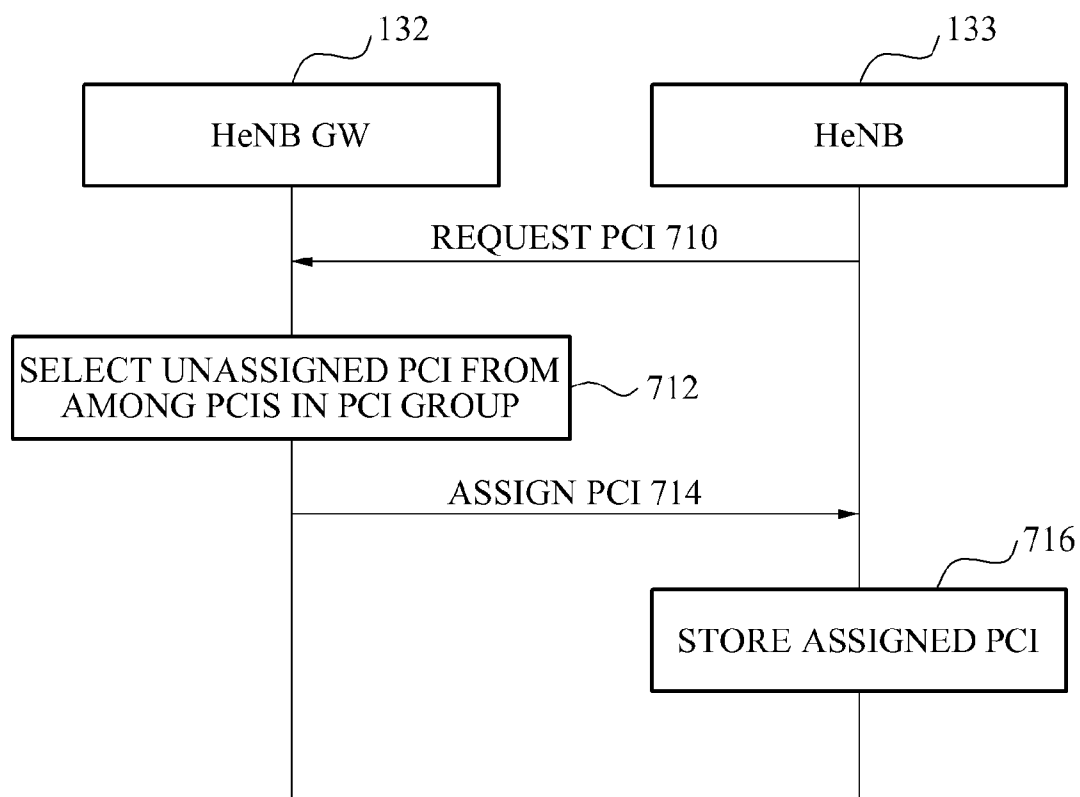 132
133
HeNB GW
HeNB
REQUEST PCI 710
SELECT UNASSIGNED PCI FROM
AMONG PCIS IN PCI GROUP
712
ASSIGN PCI 714
716
STORE ASSIGNED PCI